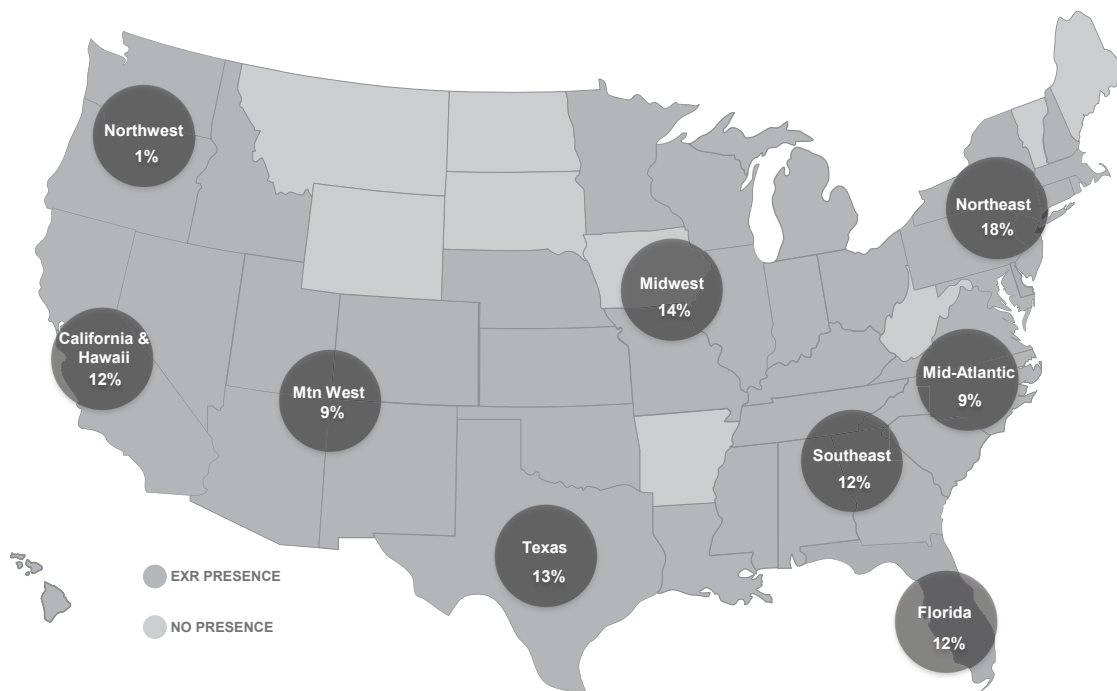 Northwest
1%
Northeast
18%
Midwest
14%
California &
Hawaii
12%
Mtn West
9%
Mid-Atlantic
9%
Southeast
12%
Texas
13%
EXR PRESENCE
NO PRESENCE
Florida
12%